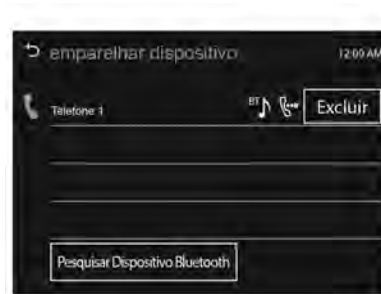 emparelhar dispositivo 12:00 AM
Telefone 1 BT Excluir
Pesquisar Dispositivo Bluetooth